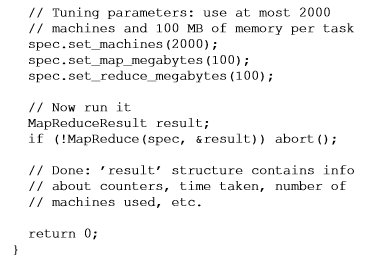 // Tuning parameters: use at most 2000
// machines and 100 MB of memory per task
spec.set_machines(2000);
spec.set_map_megabytes(100);
spec.set_reduce_megabytes(100);
// Now run it
MapReduceResult result;
if (!MapReduce(spec, &result)) abort();
// Done: ’result’ structure contains info
// about counters, time taken, number of
// machines used, etc.
return 0;
}